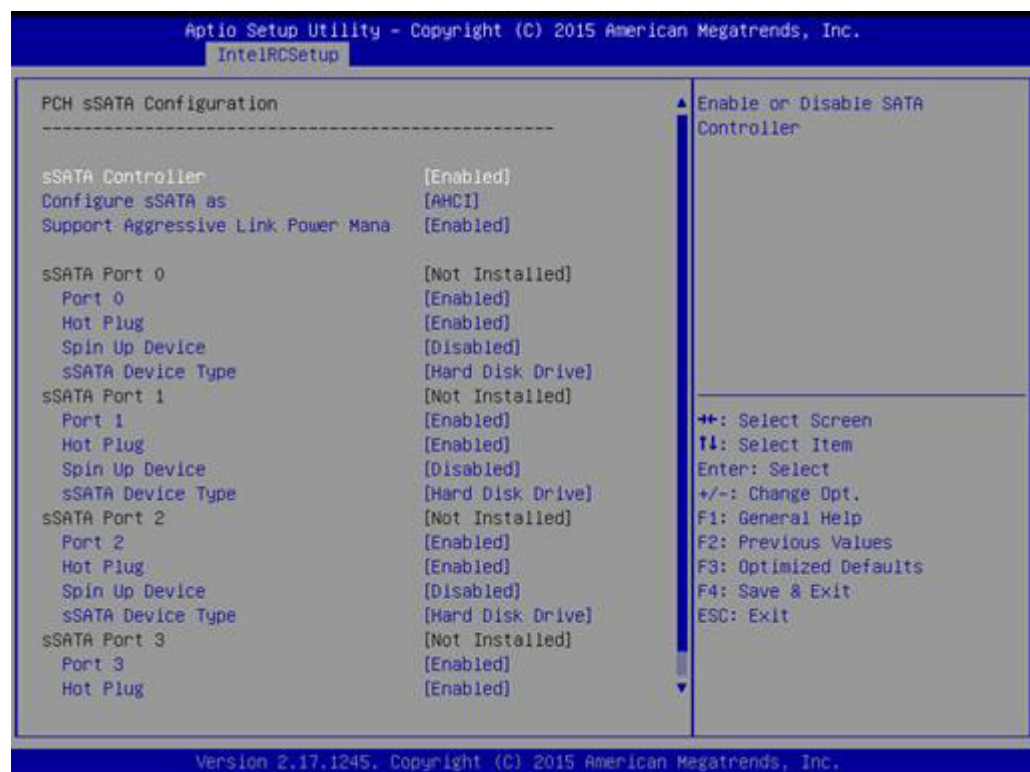 Aptio Setup Utility - Copyright (C) 2015 American Megatrends, Inc.
IntelRCSetup
PCH sSATA Configuration
------------------------------------------------------
sSATA Controller [Enabled]
Configure sSATA as [AHCI]
Support Aggressive Link Power Mana [Enabled]
sSATA Port 0 [Not Installed]
Port 0 [Enabled]
Hot Plug [Enabled]
Spin Up Device [Disabled]
sSATA Device Type [Hard Disk Drive]
sSATA Port 1 [Not Installed]
Port 1 [Enabled]
Hot Plug [Enabled]
Spin Up Device [Disabled]
sSATA Device Type [Hard Disk Drive]
sSATA Port 2 [Not Installed]
Port 2 [Enabled]
Hot Plug [Enabled]
Spin Up Device [Disabled]
sSATA Device Type [Hard Disk Drive]
sSATA Port 3 [Not Installed]
Port 3 [Enabled]
Hot Plug [Enabled]
Enable or Disable SATA
Controller
→←: Select Screen
↑↓: Select Item
Enter: Select
+/-: Change Opt.
F1: General Help
F2: Previous Values
F3: Optimized Defaults
F4: Save & Exit
ESC: Exit
Version 2.17.1245. Copyright (C) 2015 American Megatrends, Inc.